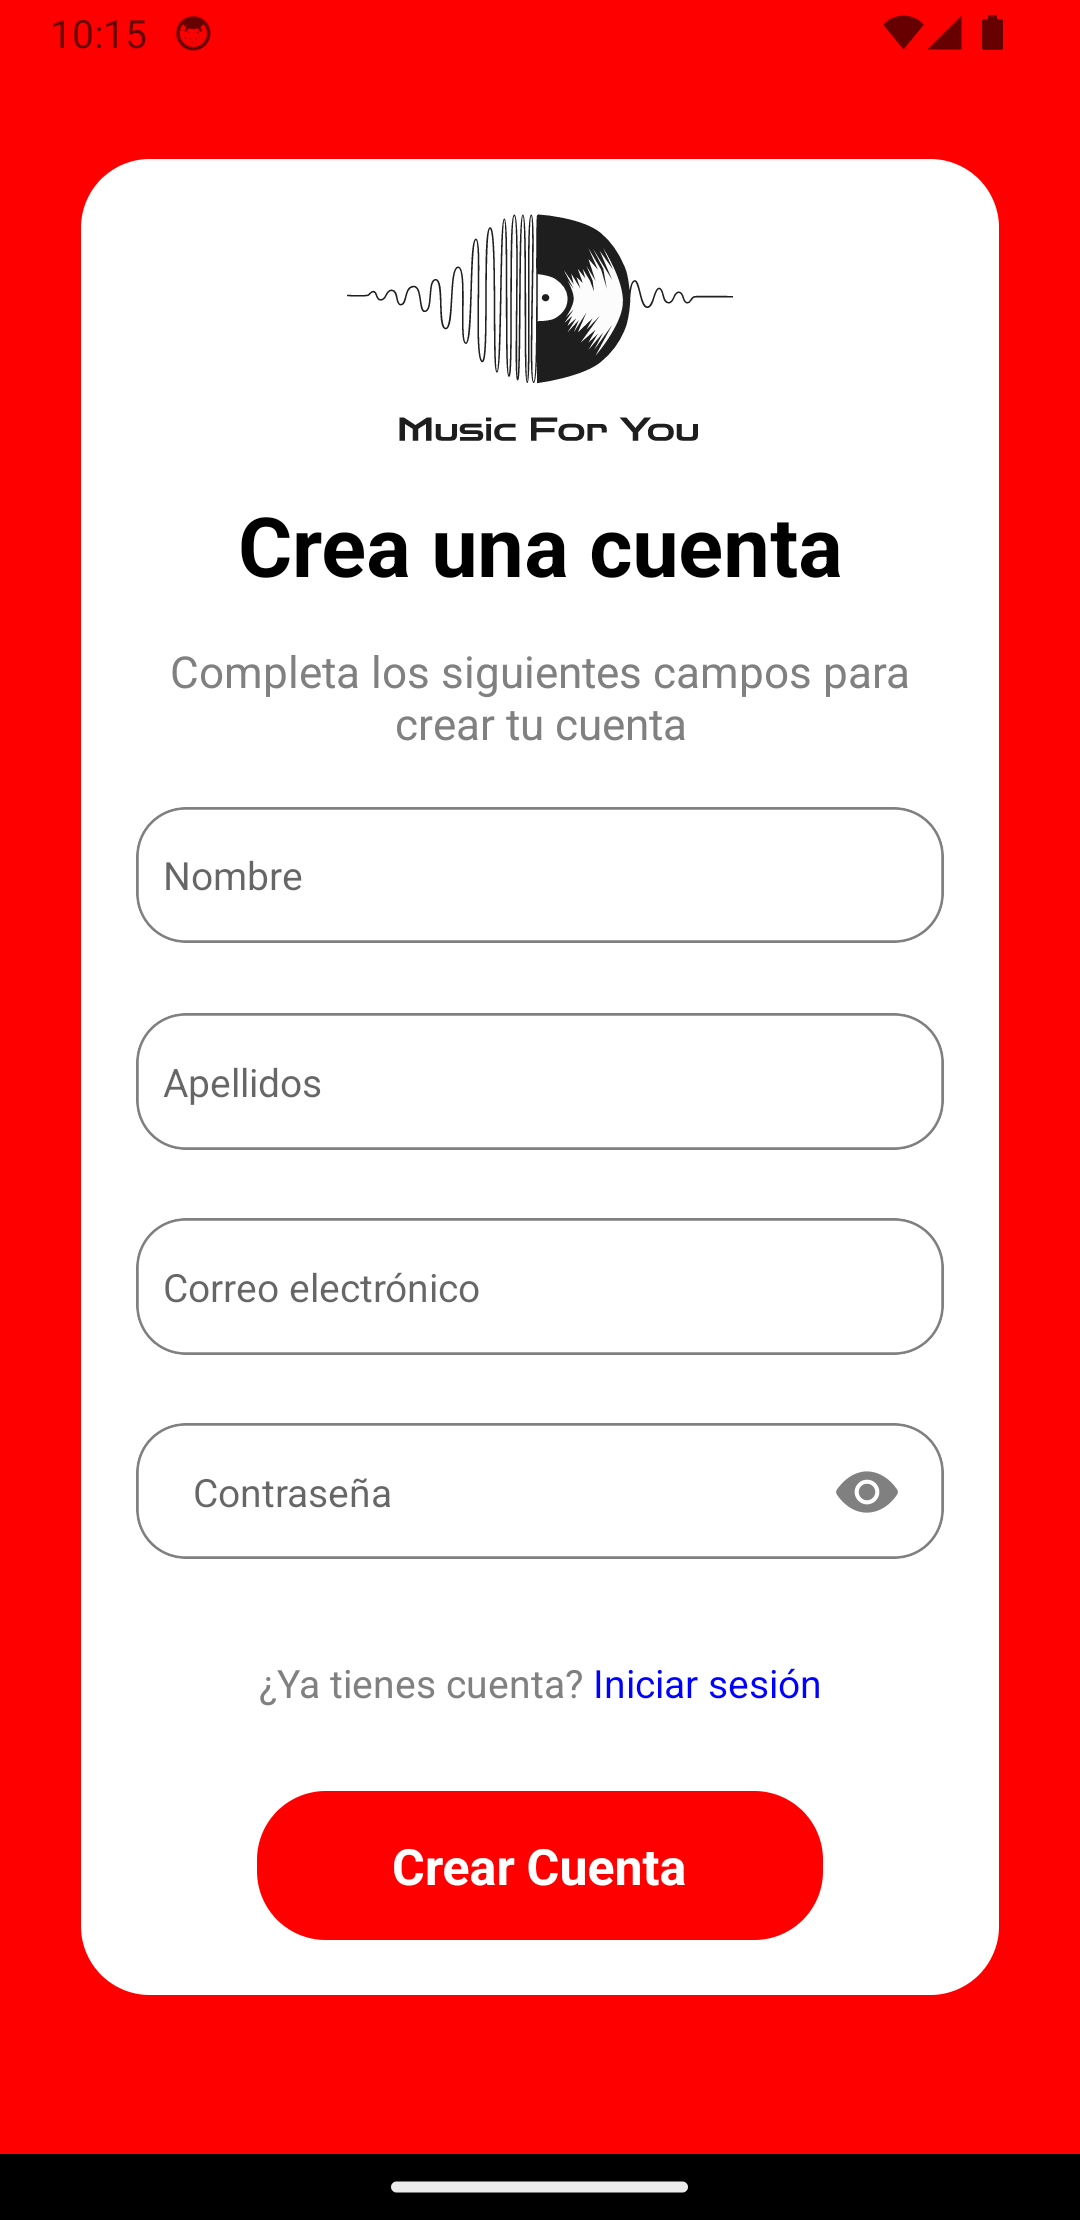 10:15
Music For You
Crea una cuenta
Completa los siguientes campos para
crear tu cuenta
Nombre
Apellidos
Correo electrónico
Contraseña
¿Ya tienes cuenta? Iniciar sesión
Crear Cuenta